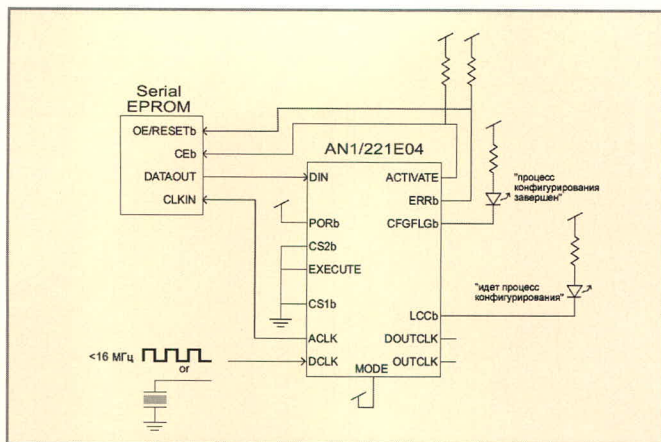 Serial
EPROM
OE/RESETb
CEb
DATAOUT
CLKIN
AN1/221E04
DIN
PORb
CS2b
EXECUTE
CS1b
ACLK
DCLK
MODE
ACTIVATE
ERRb
CFGFLGb
LCCb
DOUTCLK
OUTCLK
"процесс
конфигурирования
завершен"
"идет процесс
конфигурирования"
<16 МГц
or